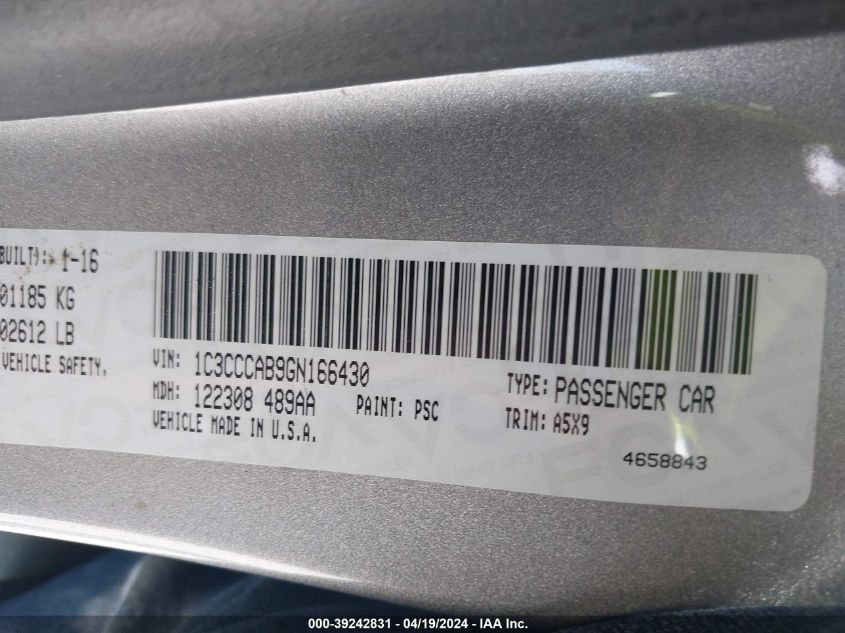 BUILT): 1-16
01185 KG
02612 LB
VEHICLE SAFETY,
VIN: 1C3CCCAB9GN166430
MDH: 122308 489AA PAINT: PSC
VEHICLE MADE IN U.S.A.
TYPE: PASSENGER CAR
TRIM: A5X9
4658843
000-39242831 - 04/19/2024 - IAA Inc.